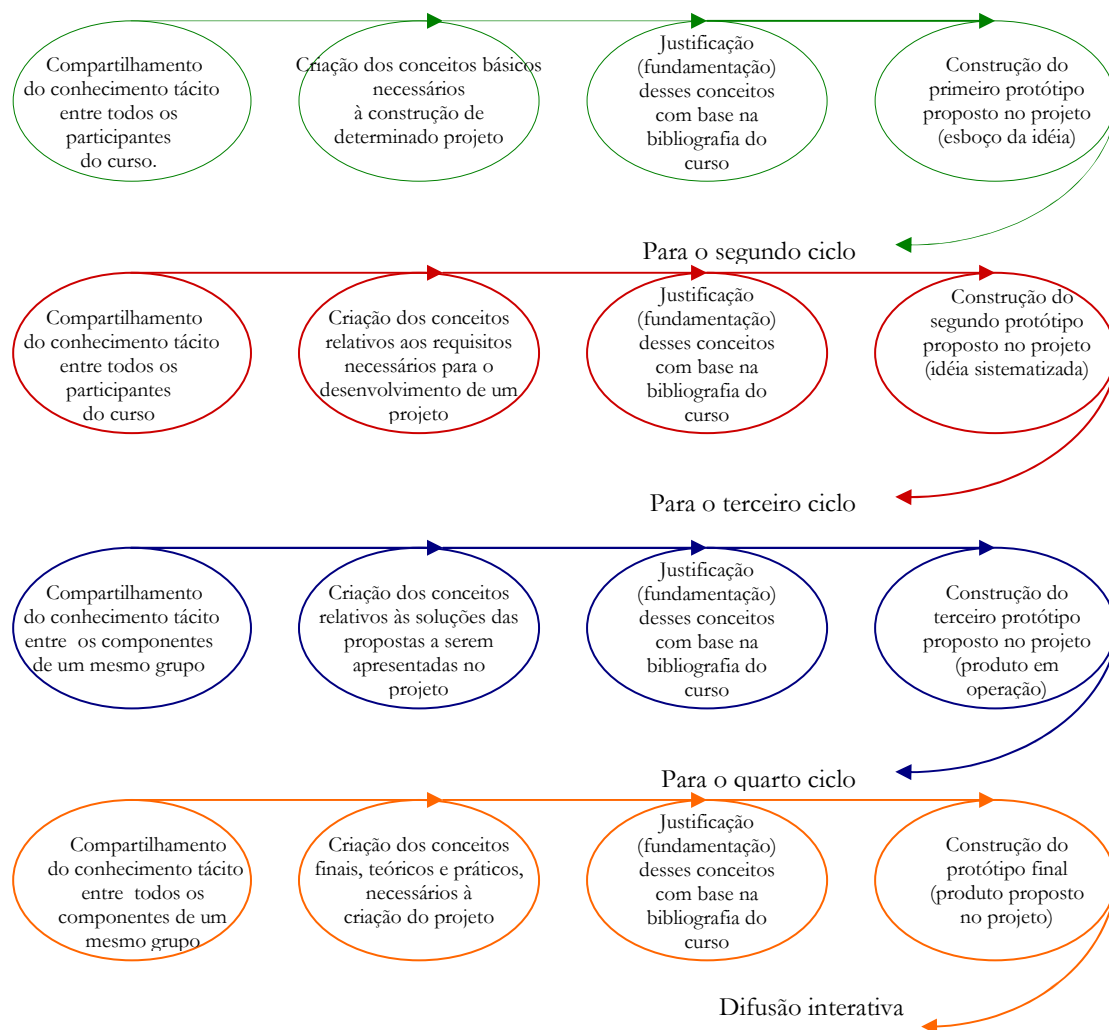 Compartilhamento
do conhecimento tácito
entre todos os
participantes
do curso.
Criação dos conceitos básicos
necessários
à construção de
determinado projeto
Justificação
(fundamentação)
desses conceitos
com base na
bibliografia do
curso
Construção do
primeiro protótipo
proposto no projeto
(esboço da idéia)
Para o segundo ciclo
Compartilhamento
do conhecimento tácito
entre todos os
participantes
do curso
Criação dos conceitos
relativos aos requisitos
necessários para o
desenvolvimento de um
projeto
Justificação
(fundamentação)
desses conceitos
com base na
bibliografia do
curso
Construção do
segundo protótipo
proposto no projeto
(idéia sistematizada)
Para o terceiro ciclo
Compartilhamento
do conhecimento tácito
entre os componentes
de um mesmo grupo
Criação dos conceitos
relativos às soluções das
propostas a serem
apresentadas no
projeto
Justificação
(fundamentação)
desses conceitos
com base na
bibliografia do
curso
Construção do
terceiro protótipo
proposto no projeto
(produto em
operação)
Para o quarto ciclo
Compartilhamento
do conhecimento tácito
entre todos os
componentes de um
mesmo grupo
Criação dos conceitos
finais, teóricos e práticos,
necessários à
criação do projeto
Justificação
(fundamentação)
desses conceitos
com base na
bibliografia do
curso
Construção do
protótipo final
(produto proposto
no projeto)
Difusão interativa